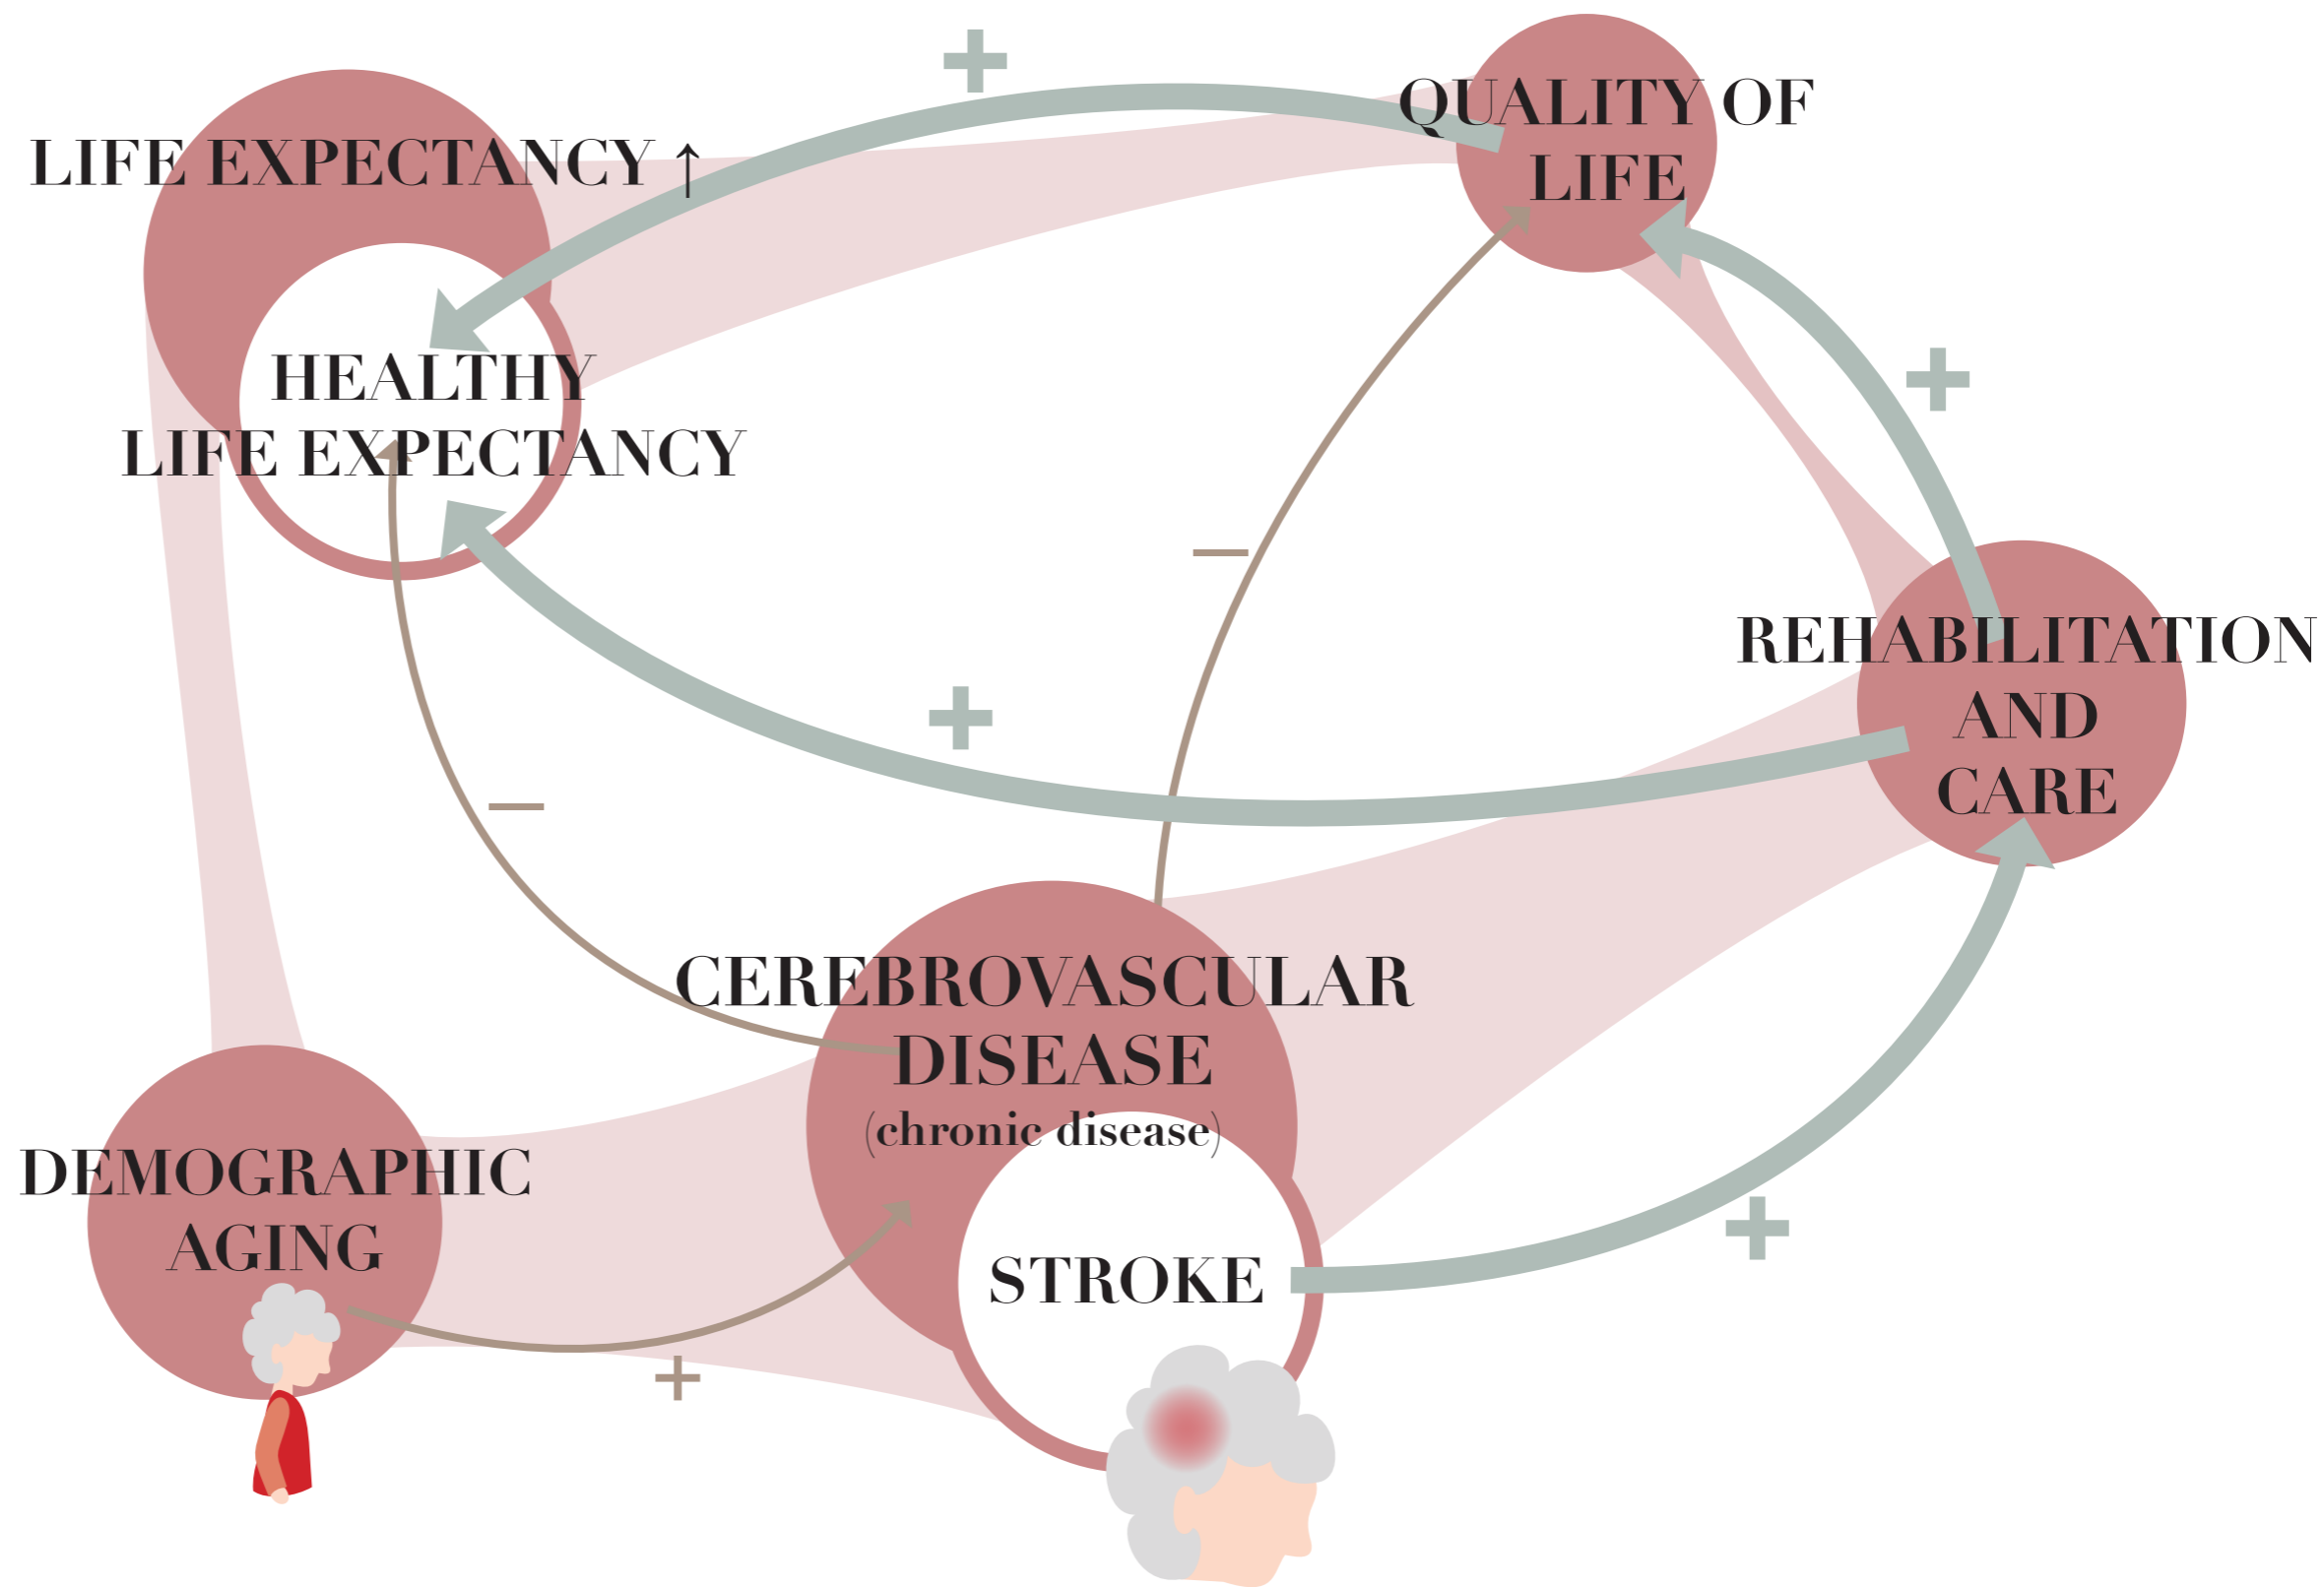 QUALITY OF
LIFE
LIFE EXPECTANCY ↑
HEALTHY
LIFE EXPECTANCY
REHABILITATION
AND
CARE
CEREBROVASCULAR
DISEASE
(chronic disease)
DEMOGRAPHIC
AGING
STROKE
+
+
+
+
+
–
–